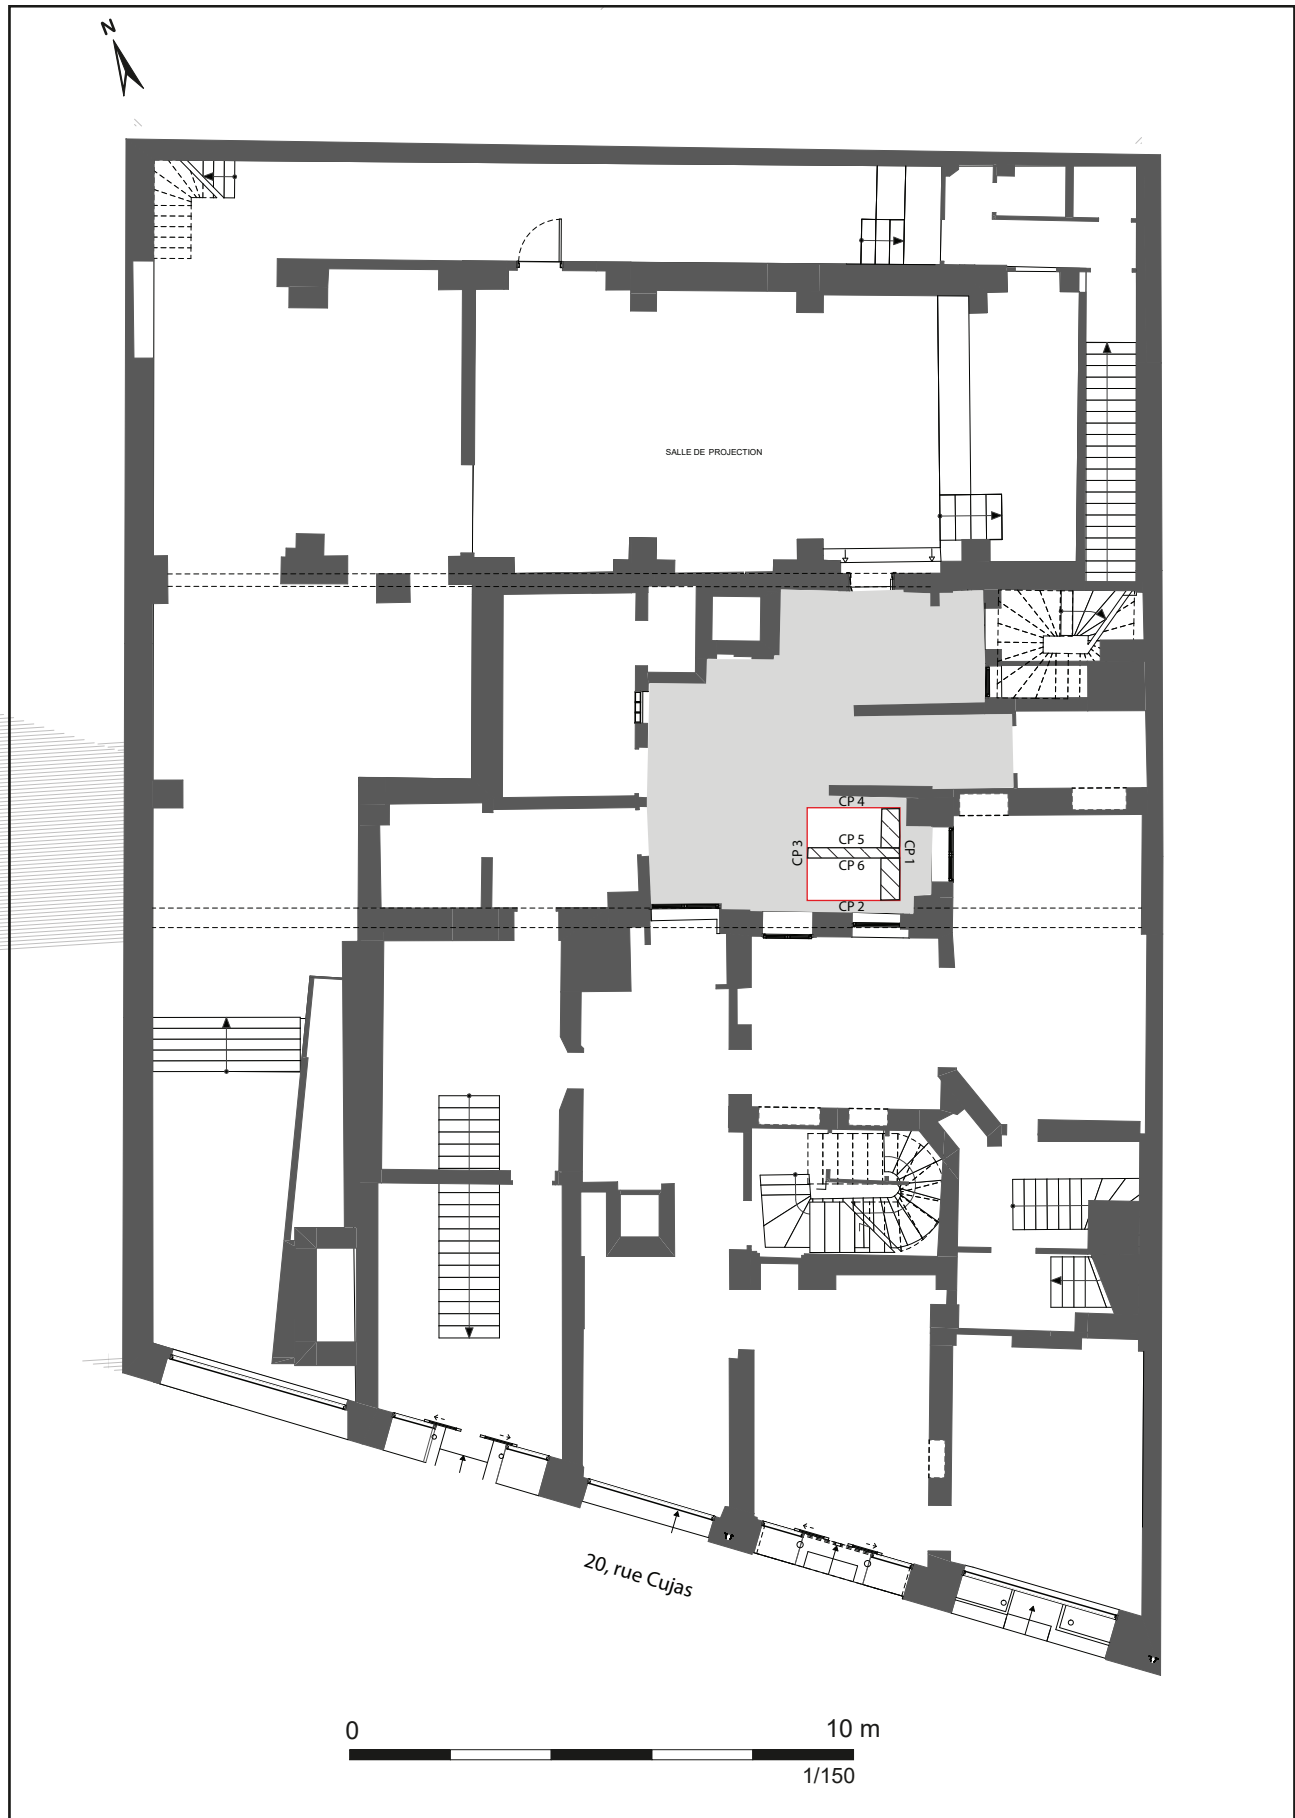 N
SALLE DE PROJECTION
CP 4
CP 3
CP 5
CP 1
CP 6
CP 2
20, rue Cujas
0 10 m
1/150